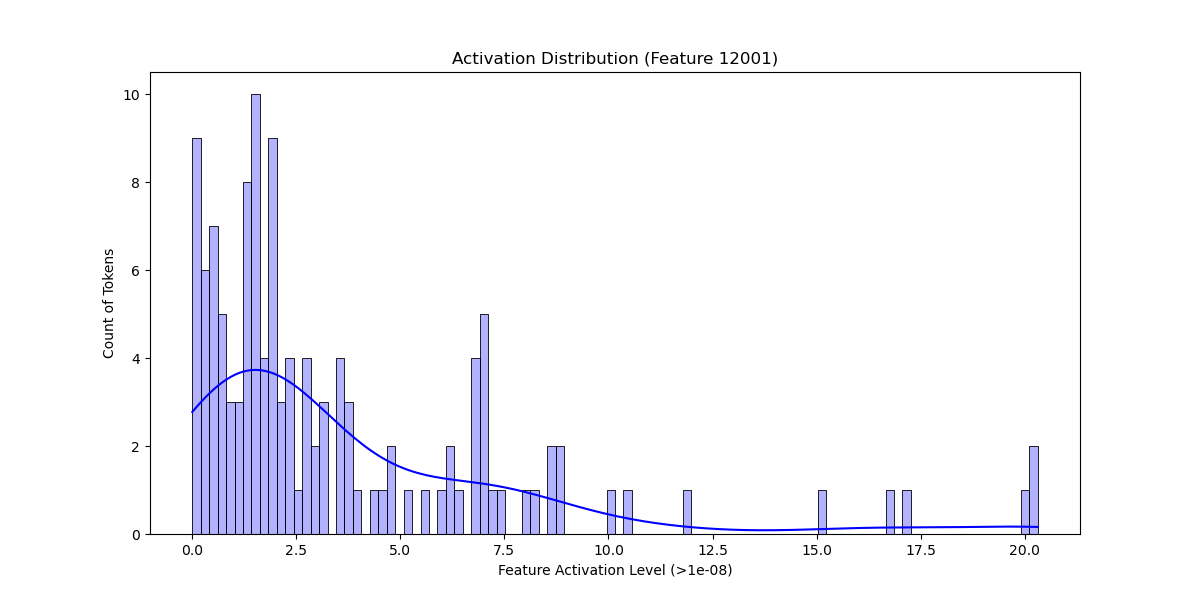 Activation Distribution (Feature 12001)
10
8
6
4
2
0
Count of Tokens
0.0 2.5 5.0 7.5 10.0 12.5 15.0 17.5 20.0
Feature Activation Level (>1e-08)